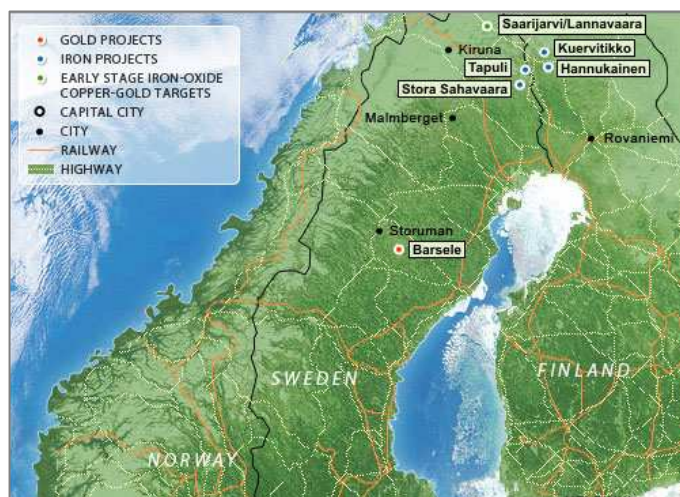 GOLD PROJECTS
IRON PROJECTS
EARLY STAGE IRON-OXIDE
COPPER-GOLD TARGETS
CAPITAL CITY
CITY
RAILWAY
HIGHWAY
Saarijarvi/Lannavaara
Kiruna
Kuervitikko
Tapuli
Hannukainen
Stora Sahavaara
Malmberget
Rovaniemi
Storuman
Barsele
SWEDEN
FINLAND
NORWAY